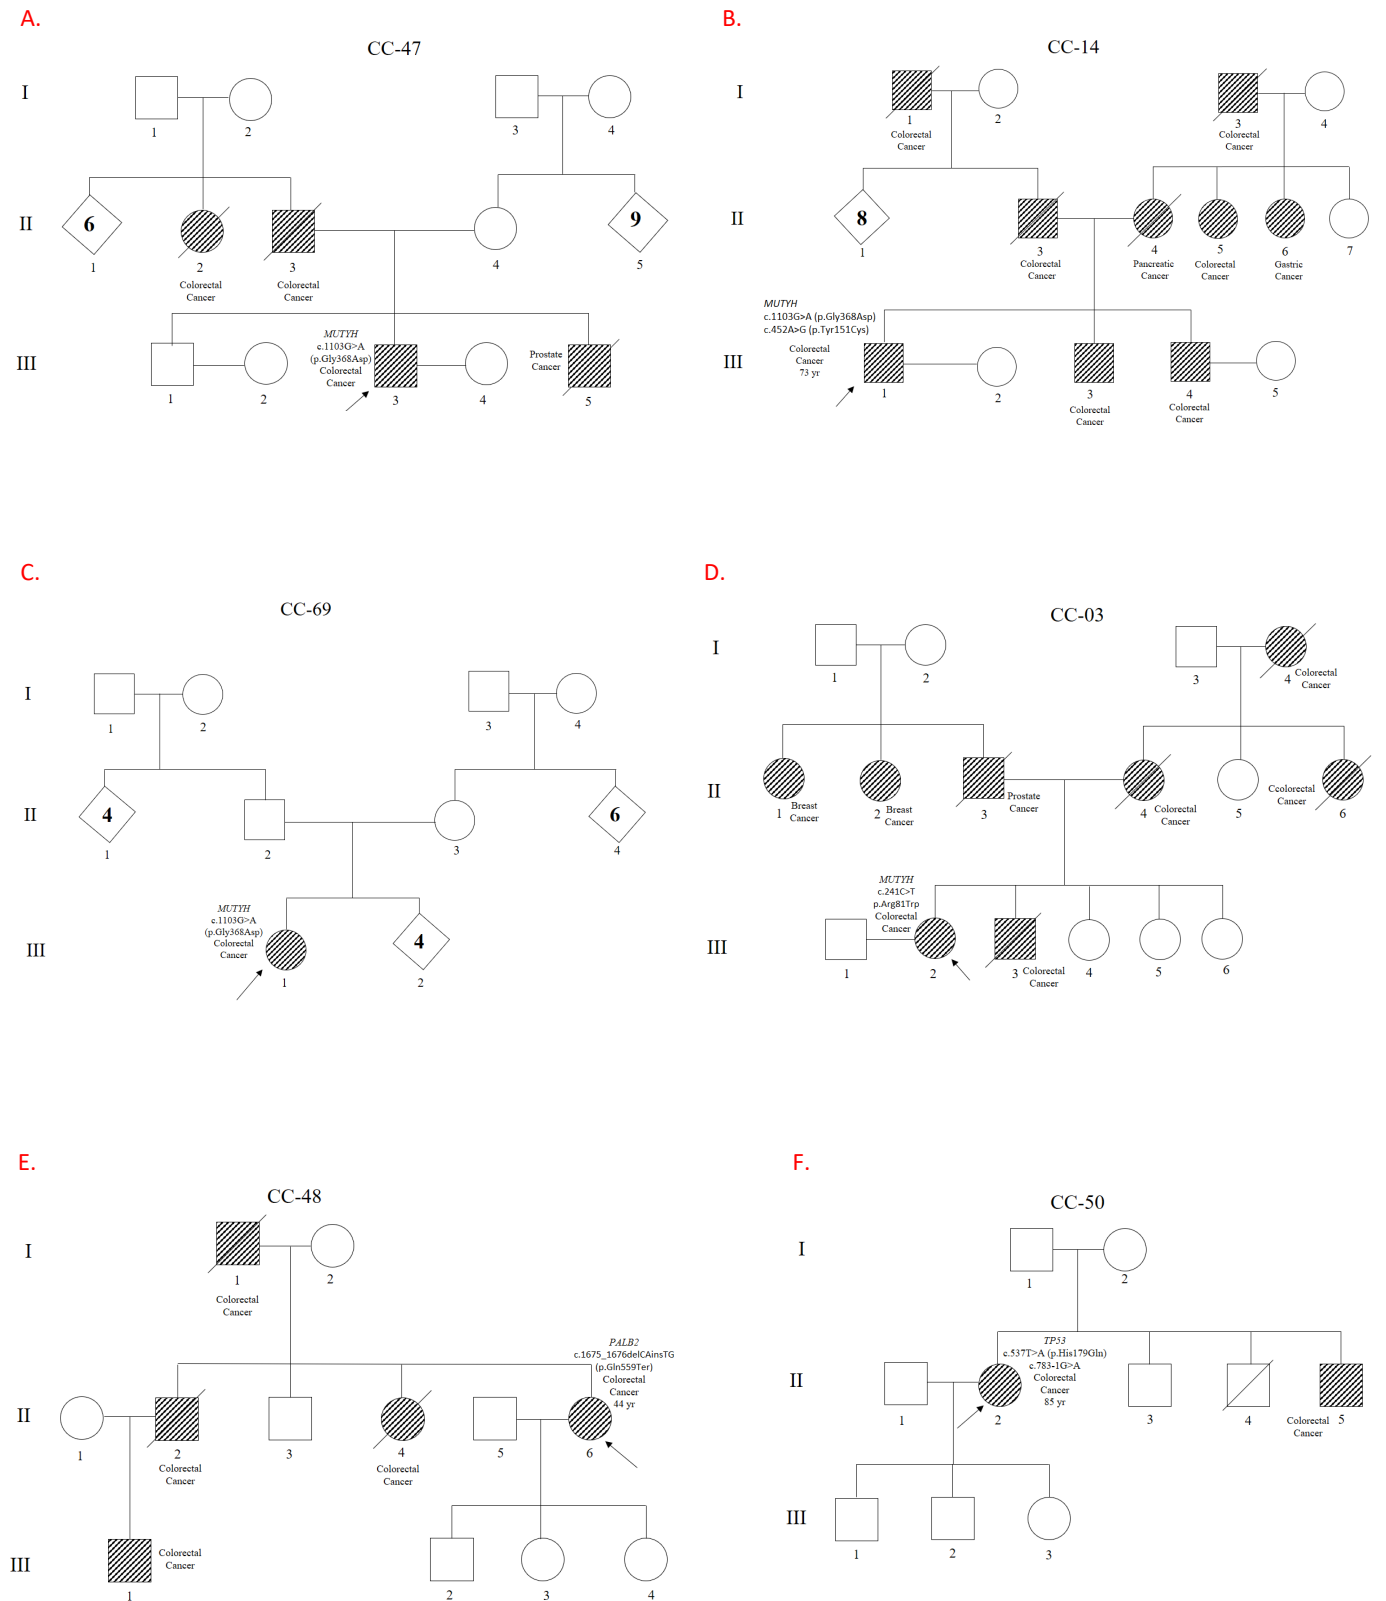 A.
CC-47
I
1
2
3
4
II
6
1
2
Colorectal
Cancer
3
Colorectal
Cancer
4
9
5
III
1
2
MUTYH
c.1103G>A
(p.Gly368Asp)
Colorectal
Cancer
3
4
Prostate
Cancer
5
B.
CC-14
I
1
Colorectal
Cancer
2
3
Colorectal
Cancer
4
II
8
1
3
Colorectal
Cancer
4
Pancreatic
Cancer
5
Colorectal
Cancer
6
Gastric
Cancer
7
MUTYH
c.1103G>A (p.Gly368Asp)
c.452A>G (p.Tyr151Cys)
III
Colorectal
Cancer
73 yr
1
2
3
Colorectal
Cancer
4
Colorectal
Cancer
5
C.
CC-69
I
1
2
3
4
II
4
1
2
3
6
4
III
MUTYH
c.1103G>A
(p.Gly368Asp)
Colorectal
Cancer
1
4
2
D.
CC-03
I
1
2
3
4
Colorectal
Cancer
II
1
Breast
Cancer
2
Breast
Cancer
3
Prostate
Cancer
4
Colorectal
Cancer
5
Ccolorectal
Cancer
6
III
1
MUTYH
c.241C>T
p.Arg81Trp
Colorectal
Cancer
2
3
Colorectal
Cancer
4
5
6
E.
CC-48
I
1
Colorectal
Cancer
2
II
1
2
Colorectal
Cancer
3
4
Colorectal
Cancer
5
PALB2
c.1675_1676delCAinsTG
(p.Gln559Ter)
Colorectal
Cancer
44 yr
6
III
1
Colorectal
Cancer
2
3
4
F.
CC-50
I
1
2
II
1
TP53
c.537T>A (p.His179Gln)
c.783-1G>A
Colorectal
Cancer
85 yr
2
3
4
Colorectal
Cancer
5
III
1
2
3